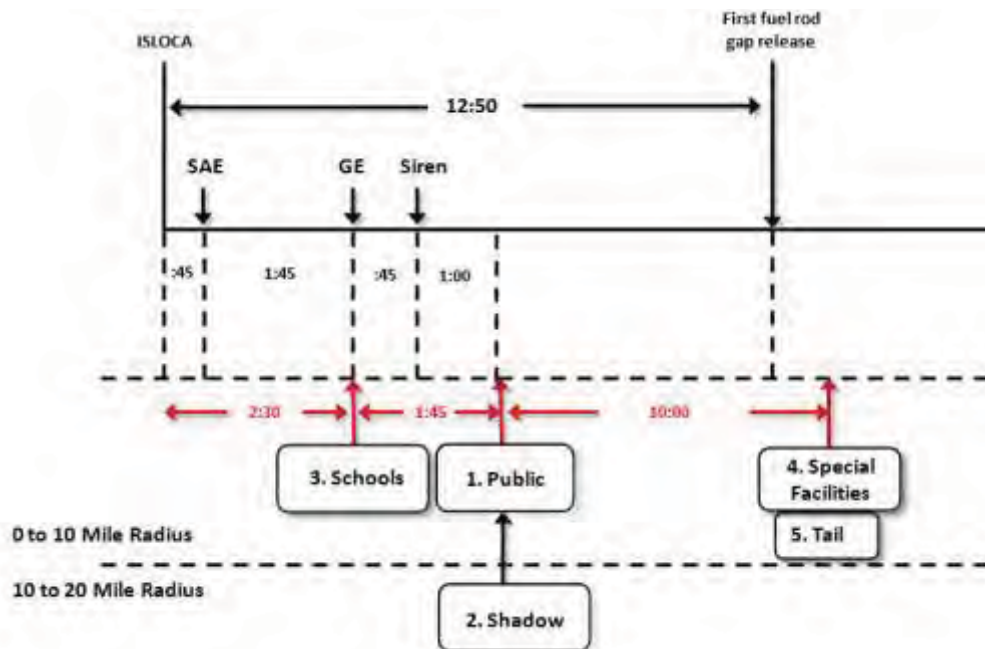 First fuel rod
gap release
ISLOCA
12:50
SAE
GE
Siren
:45
1:45
:45
1:00
2:30
1:45
10:00
3. Schools
1. Public
4. Special
Facilities
5. Tail
0 to 10 Mile Radius
10 to 20 Mile Radius
2. Shadow